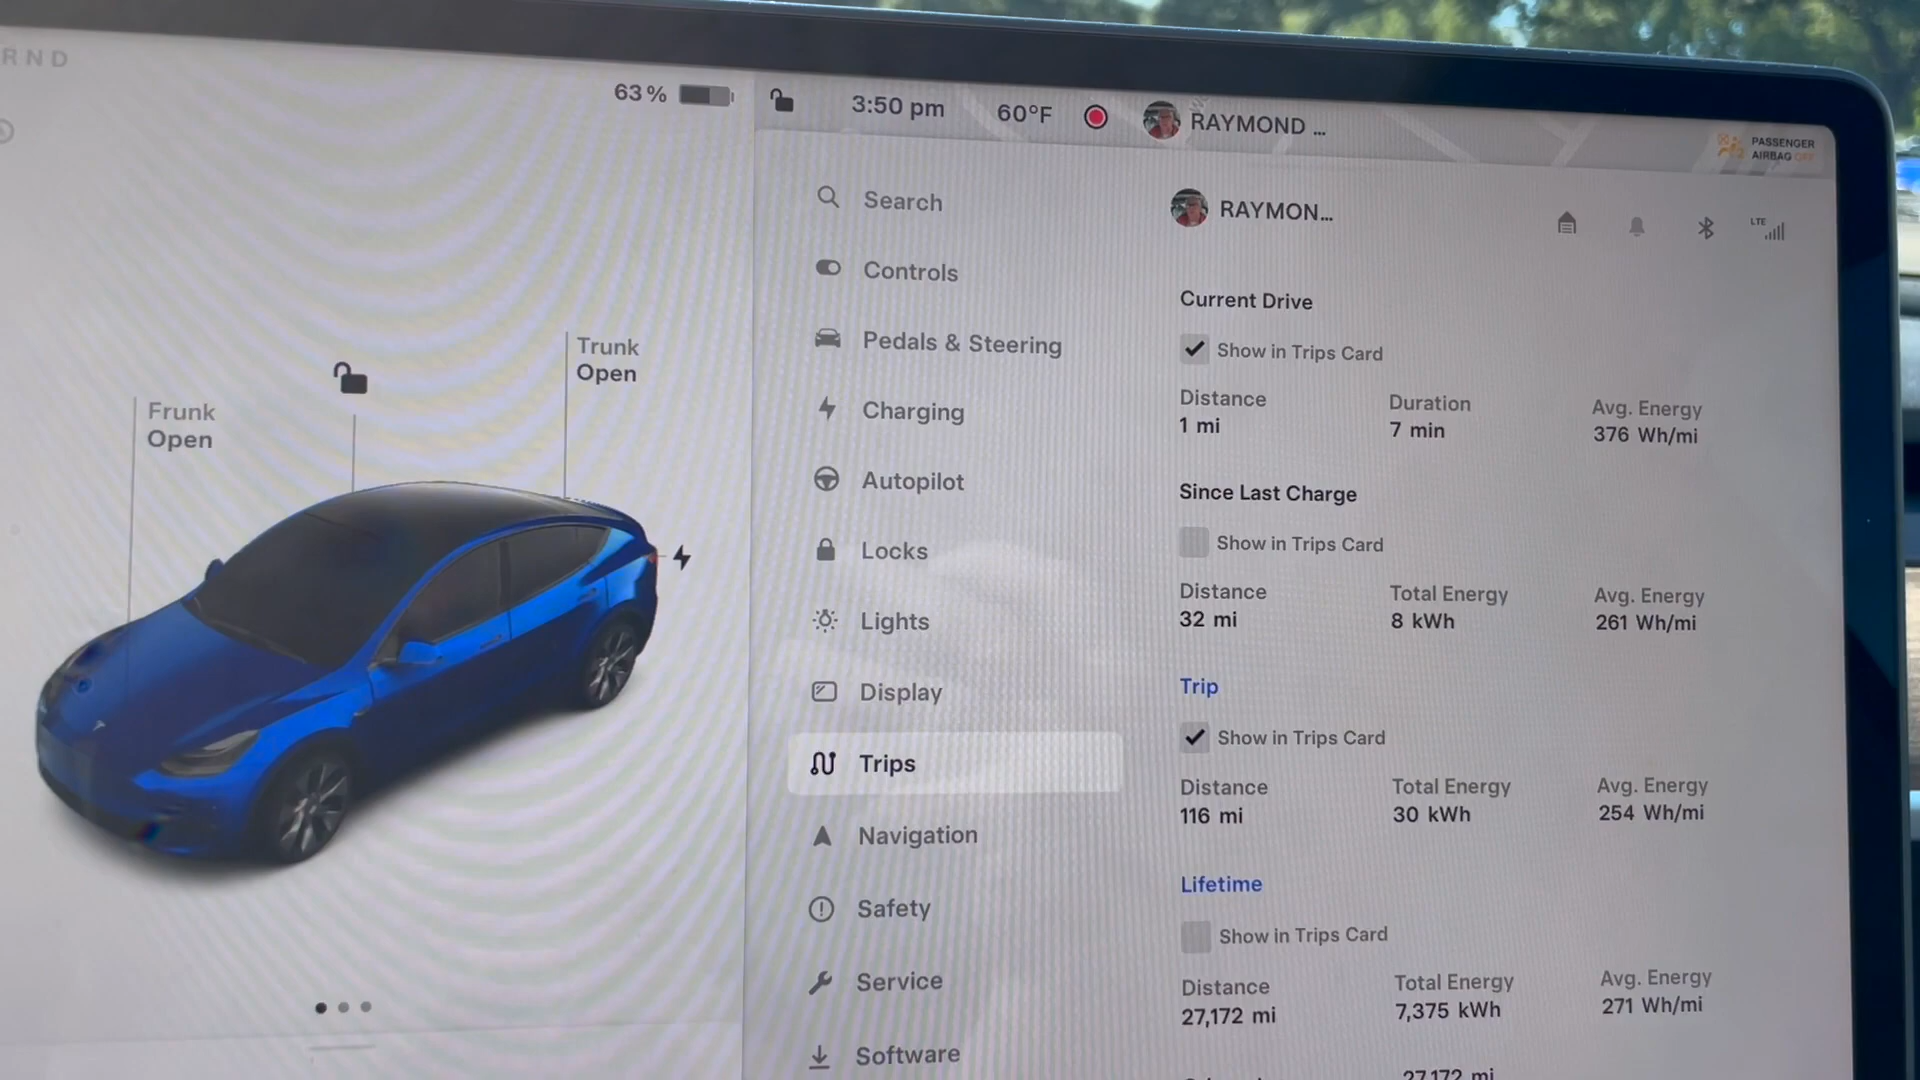 RND
63%
3:50 pm
60°F
RAYMOND ...
PASSENGER
AIRBAG OFF
Frunk
Open
Trunk
Open
Search
Controls
Pedals & Steering
Charging
Autopilot
Locks
Lights
Display
Trips
Navigation
Safety
Service
Software
RAYMON...
LTE
Current Drive
Show in Trips Card
Distance
1 mi
Duration
7 min
Avg. Energy
376 Wh/mi
Since Last Charge
Show in Trips Card
Distance
32 mi
Total Energy
8 kWh
Avg. Energy
261 Wh/mi
Trip
Show in Trips Card
Distance
116 mi
Total Energy
30 kWh
Avg. Energy
254 Wh/mi
Lifetime
Show in Trips Card
Distance
27,172 mi
Total Energy
7,375 kWh
Avg. Energy
271 Wh/mi
27,172 mi